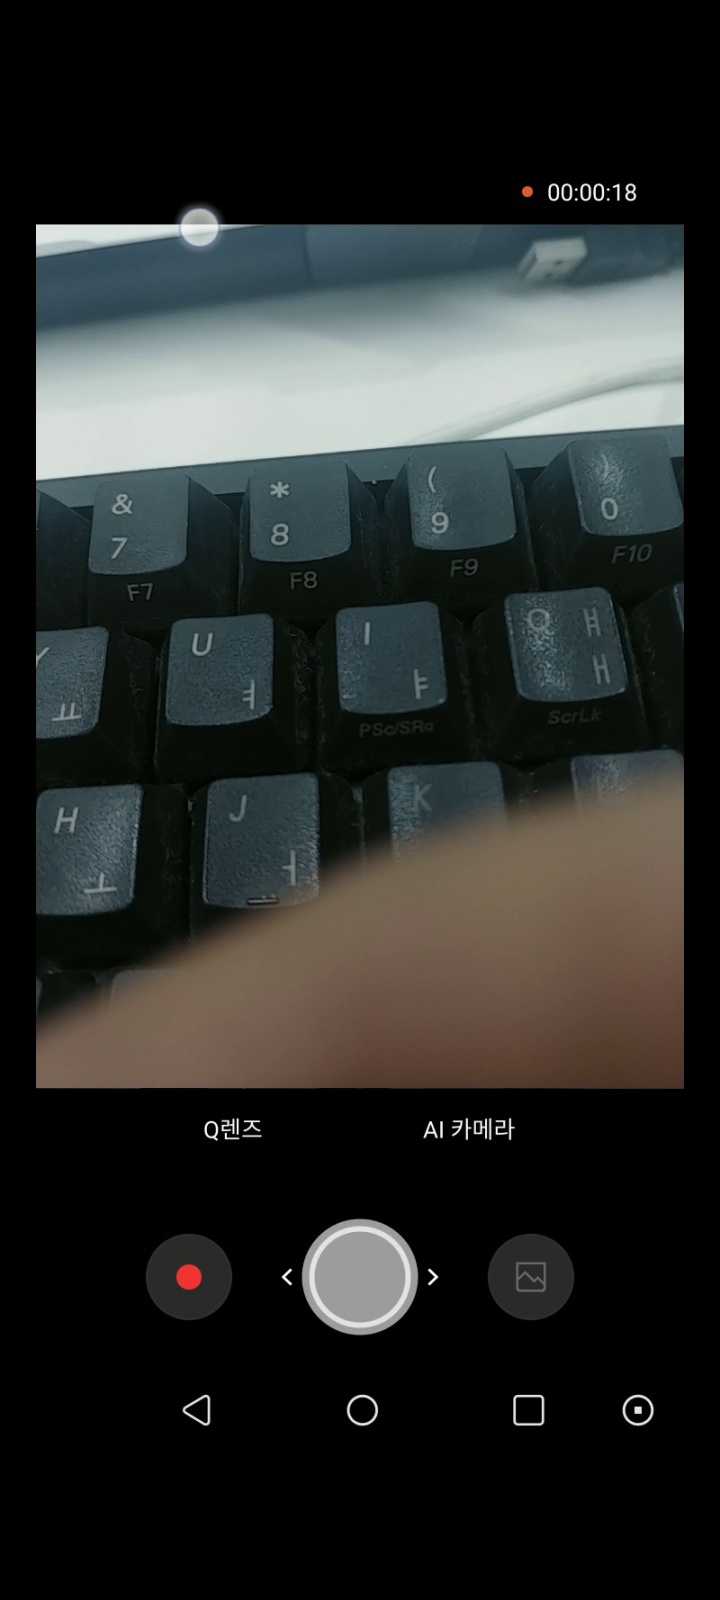 00:00:18
& * ( )
7 8 9 0
F7 F8 F9 F10
Y U I O ㅒ
ㅛ ㅕ ㅑ ㅐ
PSc/SRq ScrLk
H J K
ㅗ ㅓ
Q렌즈 AI 카메라